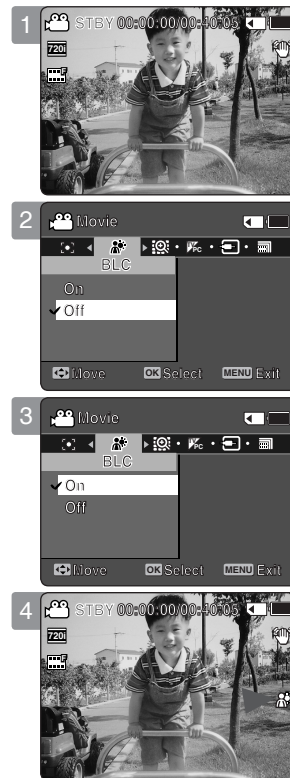 1
STBY 00:00:00/00:40:05
720i
F
2
Movie
PC
BLC
On
Off
Move OK Select MENU Exit
3
Movie
PC
BLC
On
Off
Move OK Select MENU Exit
4
STBY 00:00:00/00:40:05
720i
F